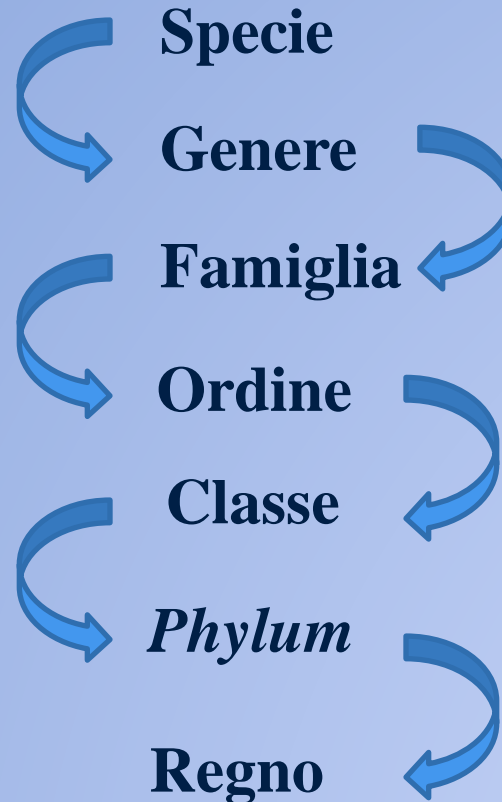 Specie
Genere
Famiglia
Ordine
Classe
Phylum
Regno